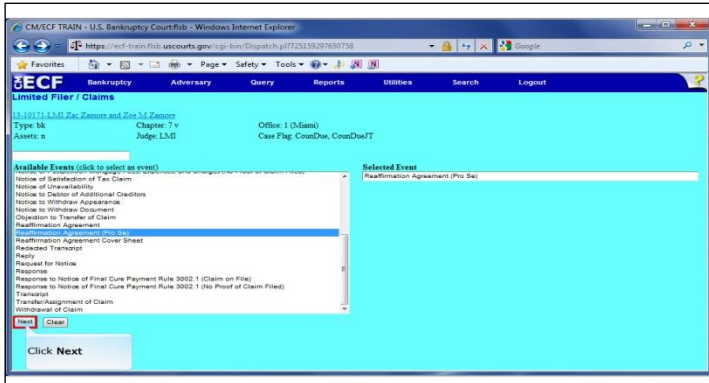 CM/ECF TRAIN - U.S. Bankruptcy Court:flsb - Windows Internet Explorer
https://ecf-train.flsb.uscourts.gov/cgi-bin/Dispatch.pl?725159297650758
Google
Favorites Page Safety Tools
ECF Bankruptcy Adversary Query Reports Utilities Search Logout
Limited Filer / Claims
13-10171-LMI Zac Zamore and Zoe M Zamore
Type: bk Chapter: 7 v Office: 1 (Miami)
Assets: n Judge: LMI Case Flag: CounDue, CounDueJT
Available Events (click to select an event) Selected Event
Reaffirmation Agreement (Pro Se)
Notice of Satisfaction of Tax Claim
Notice of Unavailability
Notice to Debtor of Additional Creditors
Notice to Withdraw Appearance
Notice to Withdraw Document
Objection to Transfer of Claim
Reaffirmation Agreement
Reaffirmation Agreement (Pro Se)
Reaffirmation Agreement Cover Sheet
Redacted Transcript
Reply
Request for Notice
Response
Response to Notice of Final Cure Payment Rule 3002.1 (Claim on File)
Response to Notice of Final Cure Payment Rule 3002.1 (No Proof of Claim Filed)
Transcript
Transfer/Assignment of Claim
Withdrawal of Claim
Next Clear
Click Next